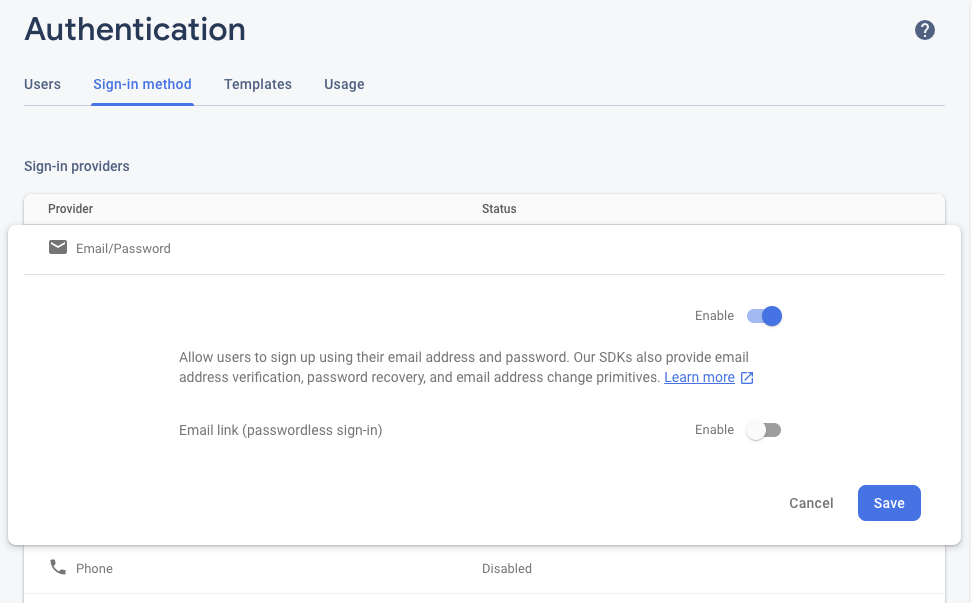 Authentication
?
Users Sign-in method Templates Usage
Sign-in providers
Provider Status
Email/Password
Enable
Allow users to sign up using their email address and password. Our SDKs also provide email
address verification, password recovery, and email address change primitives. Learn more
Email link (passwordless sign-in) Enable
Cancel Save
Phone Disabled